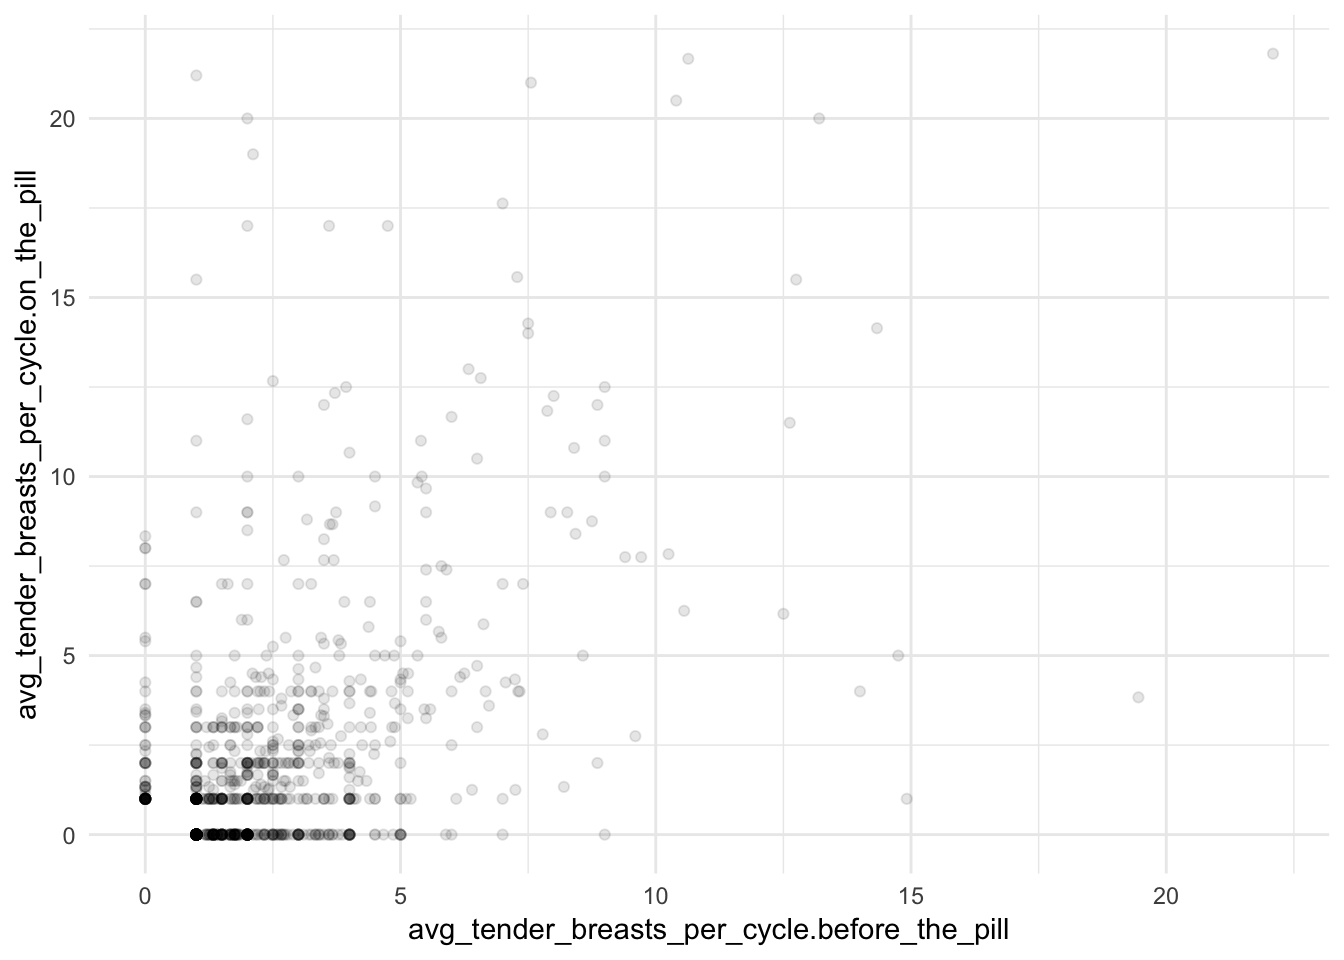 avg_tender_breasts_per_cycle.on_the_pill
20
15
10
5
0
0 5 10 15 20
avg_tender_breasts_per_cycle.before_the_pill